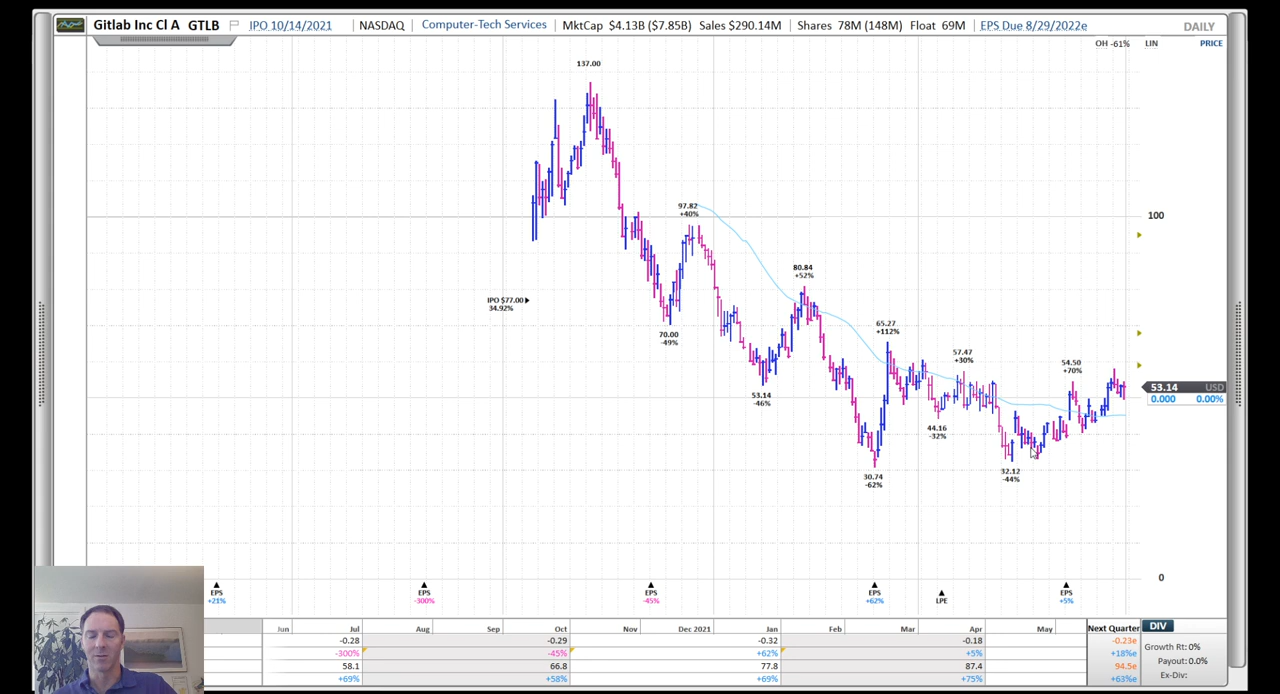 Gitlab Inc Cl A GTLB IPO 10/14/2021 NASDAQ Computer-Tech Services MktCap $4.13B ($7.85B) Sales $290.14M Shares 78M (148M) Float 69M EPS Due 8/29/2022e DAILY
OH -61% LIN PRICE
137.00
97.82
+40%
100
80.84
+52%
IPO $77.00
34.92%
65.27
+112%
70.00
-49%
57.47
+30%
54.50
+70%
53.14 USD
0.000 0.00%
53.14
-46%
44.16
-32%
32.12
-44%
30.74
-62%
0
EPS EPS EPS EPS LPE EPS
+21% -300% -45% +62% +5%
Jun Jul Aug Sep Oct Nov Dec 2021 Jan Feb Mar Apr May Next Quarter DIV
-0.28 -0.29 -0.32 -0.18 -0.23e Growth Rt: 0%
-300% -45% +62% +5% +18%e Payout: 0.0%
58.1 66.8 77.8 87.4 94.5e Ex-Div:
+69% +58% +69% +75% +63%e